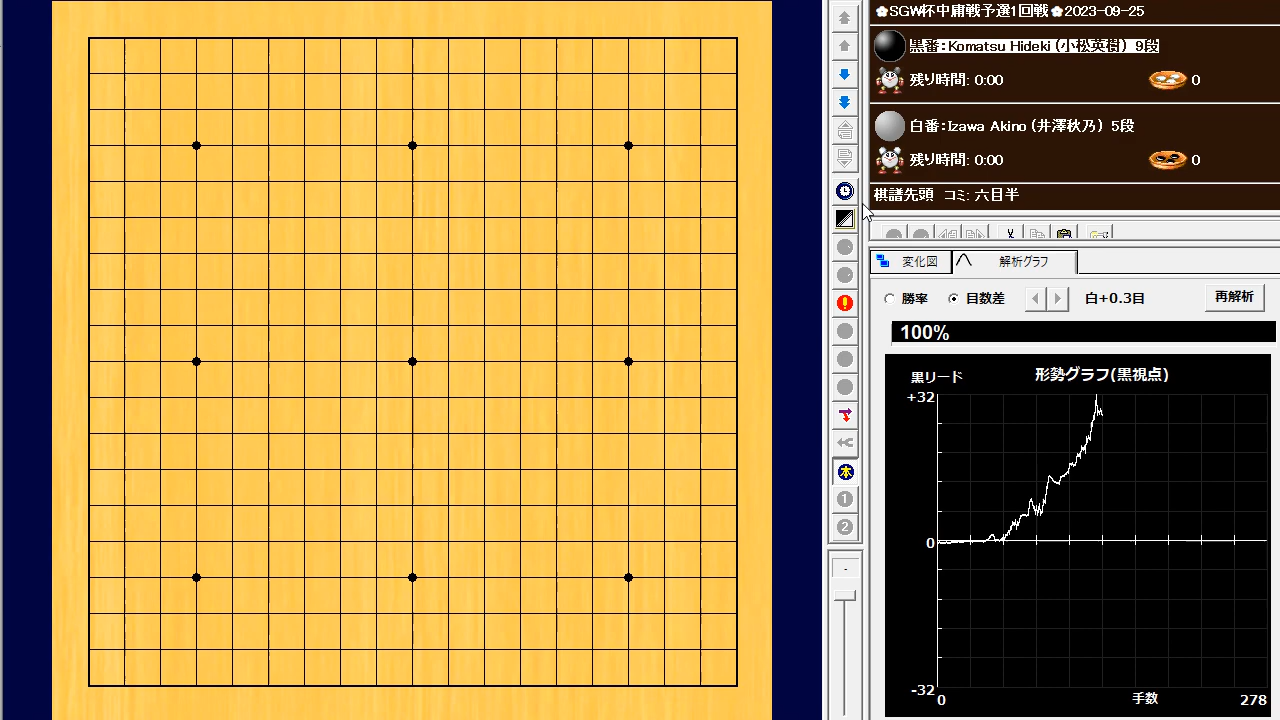 ✿SGW杯中庸戦予選1回戦✿2023-09-25
黒番:Komatsu Hideki (小松英樹) 9段
残り時間: 0:00
0
白番:Izawa Akino (井澤秋乃) 5段
残り時間: 0:00
0
棋譜先頭 コミ: 六目半
変化図
解析グラフ
勝率
目数差
白+0.3目
再解析
100%
黒リード
形勢グラフ(黒視点)
+32
0
-32
0
手数
278
本
1
2
-